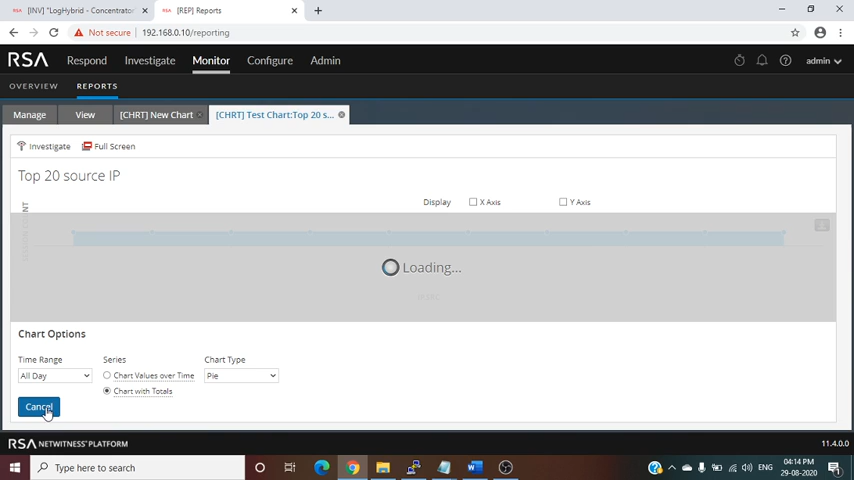 [INV] "LogHybrid - Concentrator
[REP] Reports
Not secure | 192.168.0.10/reporting
RSA
Respond
Investigate
Monitor
Configure
Admin
admin
OVERVIEW
REPORTS
Manage
View
[CHRT] New Chart
[CHRT] Test Chart:Top 20 s...
Investigate
Full Screen
Top 20 source IP
Display
X Axis
Y Axis
Loading...
Chart Options
Time Range
Series
Chart Type
All Day
Chart Values over Time
Pie
Chart with Totals
Cancel
RSA NETWITNESS® PLATFORM
11.4.0.0
Type here to search
ENG
04:14 PM
29-08-2020
1